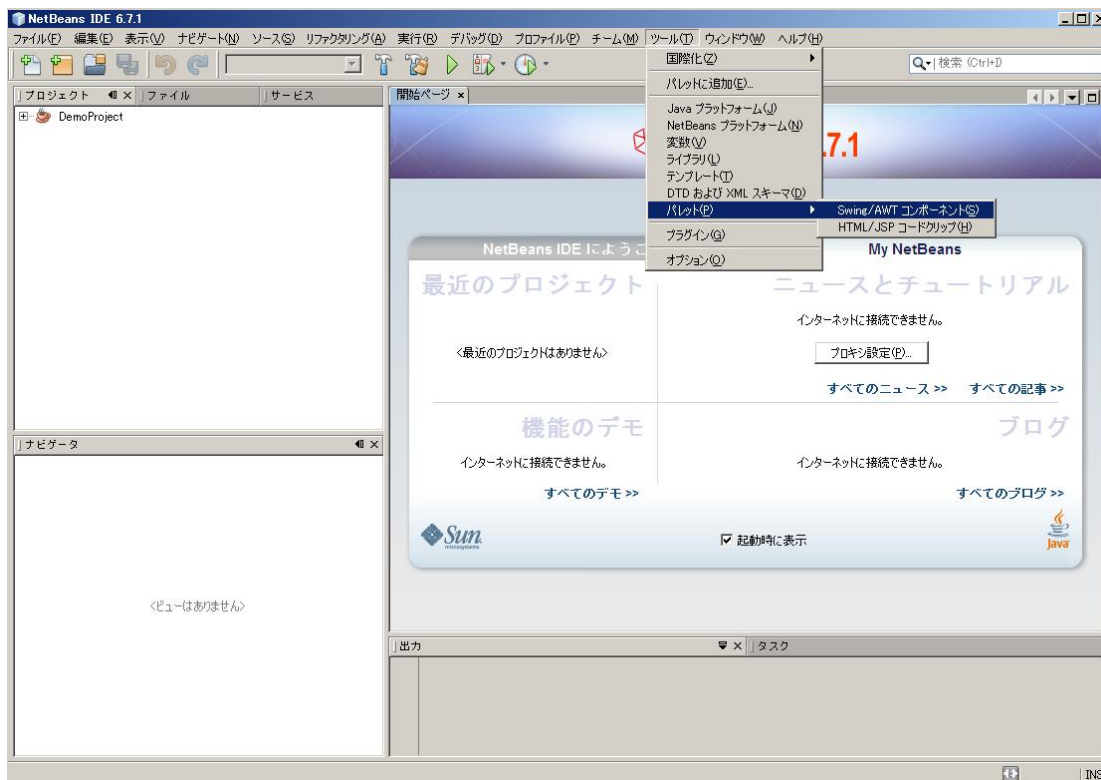 NetBeans IDE 6.7.1
ファイル(F) 編集(E) 表示(V) ナビゲート(N) ソース(S) リファクタリング(A) 実行(R) デバッグ(D) プロファイル(P) チーム(M) ツール(T) ウィンドウ(W) ヘルプ(H)
検索 (Ctrl+I)
国際化(Z)
パレットに追加(E)...
Java プラットフォーム(J)
NetBeans プラットフォーム(N)
変数(V)
ライブラリ(L)
テンプレート(T)
DTD および XML スキーマ(D)
パレット(P)
Swing/AWT コンポーネント(S)
HTML/JSP コードクリップ(H)
プラグイン(G)
オプション(O)
プロジェクト ファイル サービス
DemoProject
開始ページ
.7.1
NetBeans IDE にようこ
My NetBeans
最近のプロジェクト
ニュースとチュートリアル
インターネットに接続できません。
<最近のプロジェクトはありません>
プロキシ設定(P)...
すべてのニュース >> すべての記事 >>
機能のデモ
ブログ
インターネットに接続できません。
インターネットに接続できません。
すべてのデモ >>
すべてのブログ >>
Sun
microsystems
起動時に表示
Java
ナビゲータ
<ビューはありません>
出力 タスク
INS